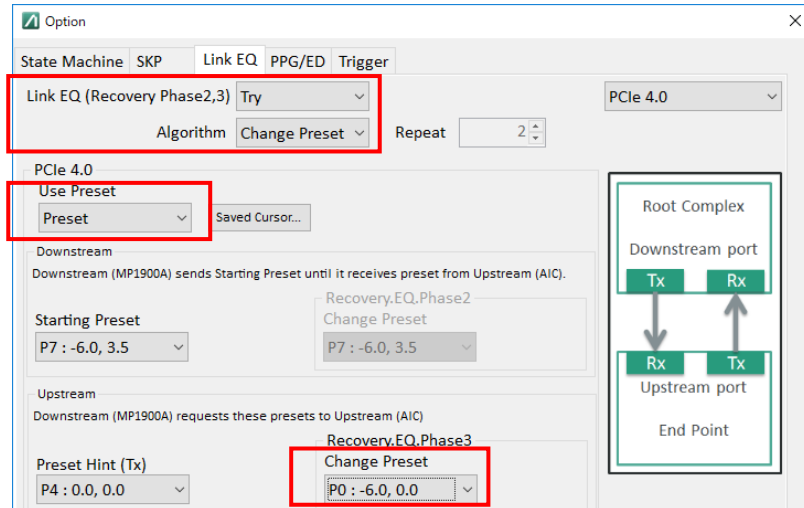 Option
State Machine SKP Link EQ PPG/ED Trigger
Link EQ (Recovery Phase2,3) Try PCIe 4.0
Algorithm Change Preset Repeat 2
PCIe 4.0
Use Preset
Preset Saved Cursor...
Downstream
Downstream (MP1900A) sends Starting Preset until it receives preset from Upstream (AIC).
Recovery.EQ.Phase2
Starting Preset Change Preset
P7 : -6.0, 3.5 P7 : -6.0, 3.5
Upstream
Downstream (MP1900A) requests these presets to Upstream (AIC)
Recovery.EQ.Phase3
Preset Hint (Tx) Change Preset
P4 : 0.0, 0.0 P0 : -6.0, 0.0
Root Complex
Downstream port
Tx Rx
Rx Tx
Upstream port
End Point